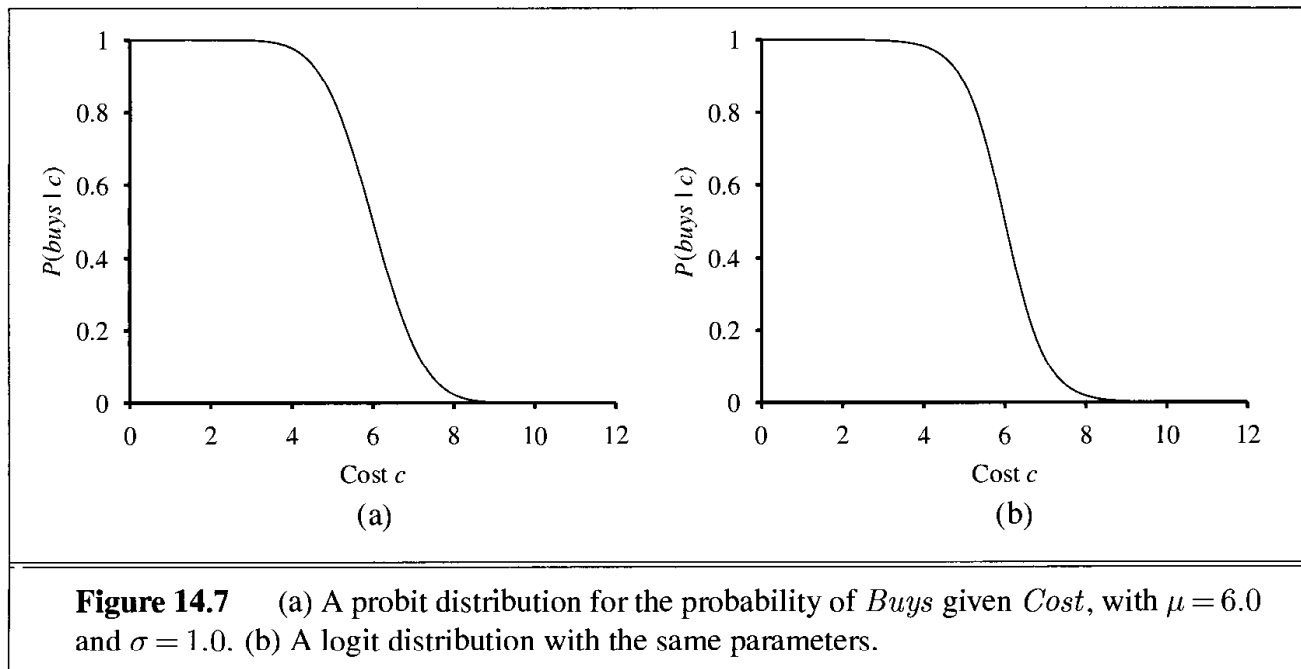 1
0.8
0.6
0.4
0.2
0
P(buys | c)
0 2 4 6 8 10 12
Cost c
(a)
1
0.8
0.6
0.4
0.2
0
P(buys | c)
0 2 4 6 8 10 12
Cost c
(b)
Figure 14.7 (a) A probit distribution for the probability of Buys given Cost, with μ = 6.0
and σ = 1.0. (b) A logit distribution with the same parameters.